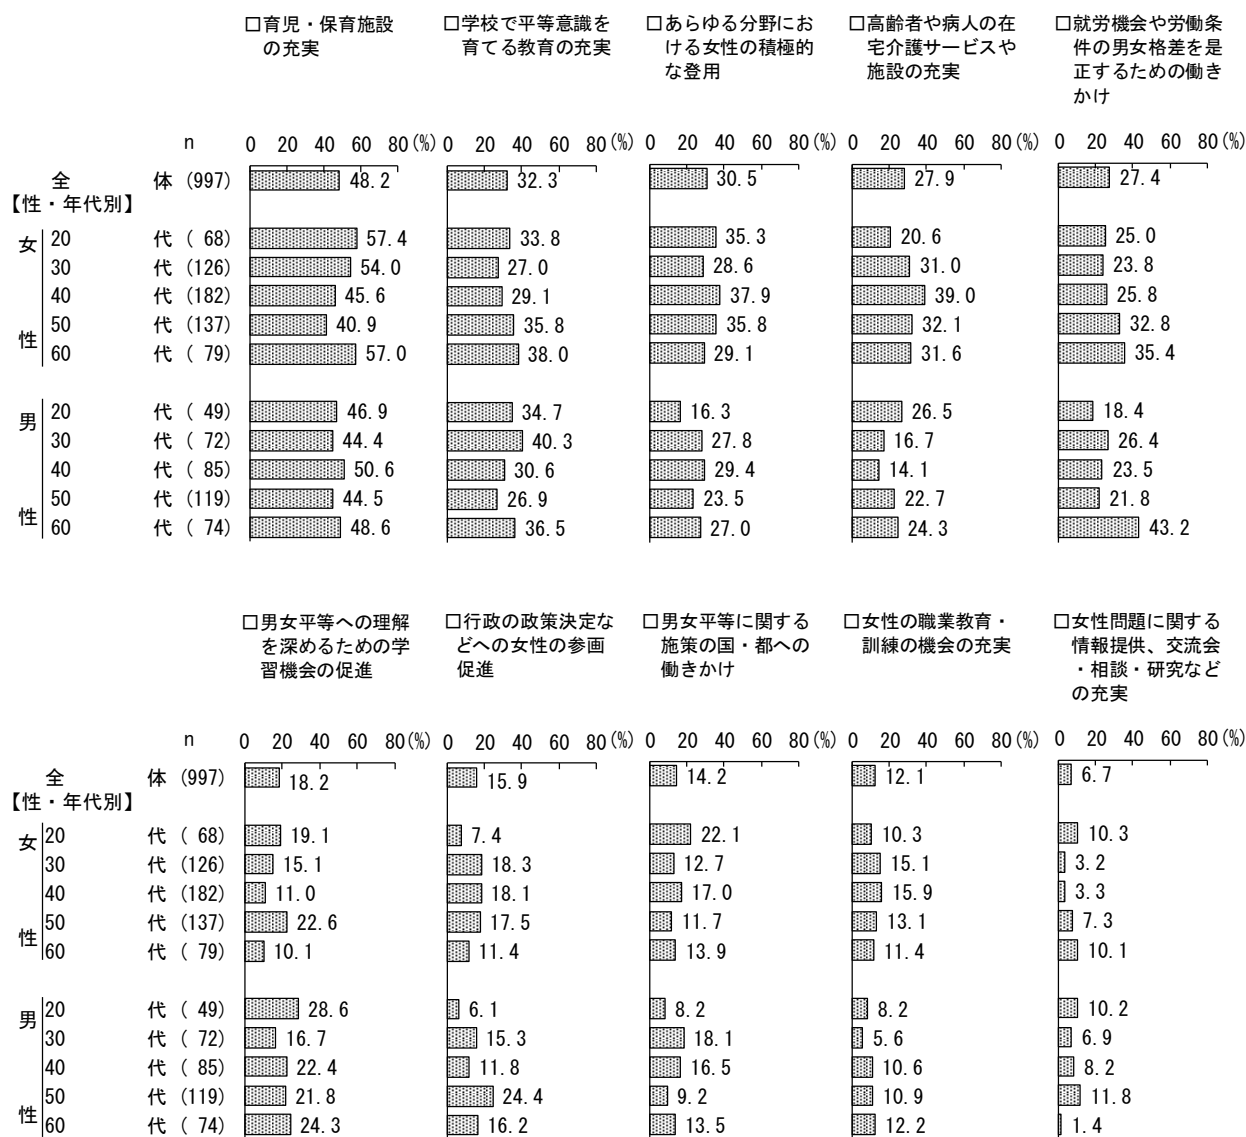 □育児・保育施設
の充実
□学校で平等意識を
育てる教育の充実
□あらゆる分野にお
ける女性の積極的
な登用
□高齢者や病人の在
宅介護サービスや
施設の充実
□就労機会や労働条
件の男女格差を是
正するための働き
かけ
n 0 20 40 60 80(%) 0 20 40 60 80(%) 0 20 40 60 80(%) 0 20 40 60 80(%) 0 20 40 60 80(%)
全 体 (997) 48.2 32.3 30.5 27.9 27.4
【性・年代別】
女性
20 代 ( 68) 57.4 33.8 35.3 20.6 25.0
30 代 (126) 54.0 27.0 28.6 31.0 23.8
40 代 (182) 45.6 29.1 37.9 39.0 25.8
50 代 (137) 40.9 35.8 35.8 32.1 32.8
60 代 ( 79) 57.0 38.0 29.1 31.6 35.4
男性
20 代 ( 49) 46.9 34.7 16.3 26.5 18.4
30 代 ( 72) 44.4 40.3 27.8 16.7 26.4
40 代 ( 85) 50.6 30.6 29.4 14.1 23.5
50 代 (119) 44.5 26.9 23.5 22.7 21.8
60 代 ( 74) 48.6 36.5 27.0 24.3 43.2
□男女平等への理解
を深めるための学
習機会の促進
□行政の政策決定な
どへの女性の参画
促進
□男女平等に関する
施策の国・都への
働きかけ
□女性の職業教育・
訓練の機会の充実
□女性問題に関する
情報提供、交流会
・相談・研究など
の充実
n 0 20 40 60 80(%) 0 20 40 60 80(%) 0 20 40 60 80(%) 0 20 40 60 80(%) 0 20 40 60 80(%)
全 体 (997) 18.2 15.9 14.2 12.1 6.7
【性・年代別】
女性
20 代 ( 68) 19.1 7.4 22.1 10.3 10.3
30 代 (126) 15.1 18.3 12.7 15.1 3.2
40 代 (182) 11.0 18.1 17.0 15.9 3.3
50 代 (137) 22.6 17.5 11.7 13.1 7.3
60 代 ( 79) 10.1 11.4 13.9 11.4 10.1
男性
20 代 ( 49) 28.6 6.1 8.2 8.2 10.2
30 代 ( 72) 16.7 15.3 18.1 5.6 6.9
40 代 ( 85) 22.4 11.8 16.5 10.6 8.2
50 代 (119) 21.8 24.4 9.2 10.9 11.8
60 代 ( 74) 24.3 16.2 13.5 12.2 1.4